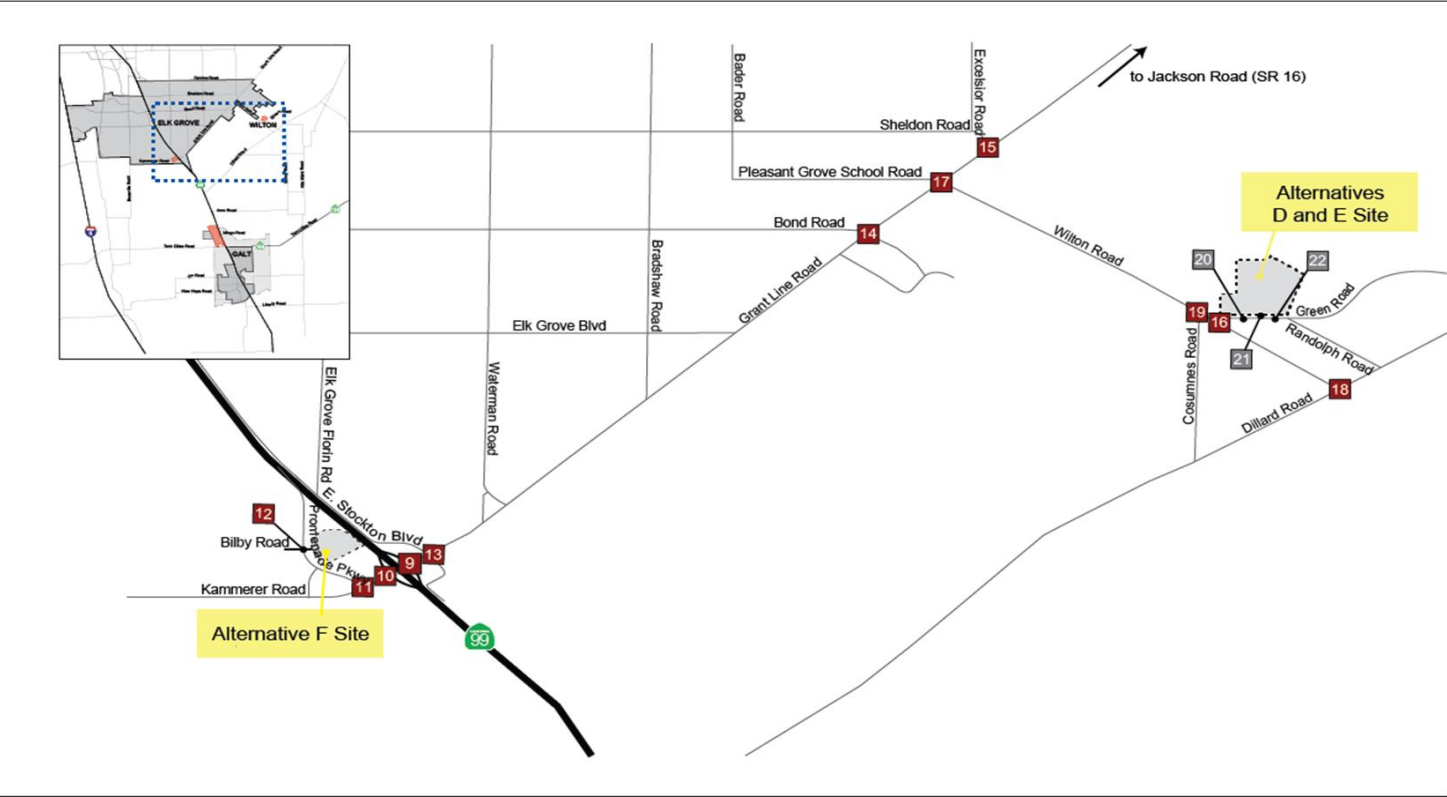 ELK GROVE
WILTON
GALT
Bader Road
Excelsior Road
to Jackson Road (SR 16)
Sheldon Road
15
Pleasant Grove School Road
17
Alternatives
D and E Site
Bond Road
14
Wilton Road
20
22
Bradshaw Road
Grant Line Road
Green Road
19
16
Elk Grove Blvd
Randolph Road
21
Cosumnes Road
Waterman Road
Elk Grove Florin Rd
18
Dillard Road
E. Stockton Blvd
12
Bilby Road
Promenade Pkwy
13
9
10
11
Kammerer Road
Alternative F Site
99